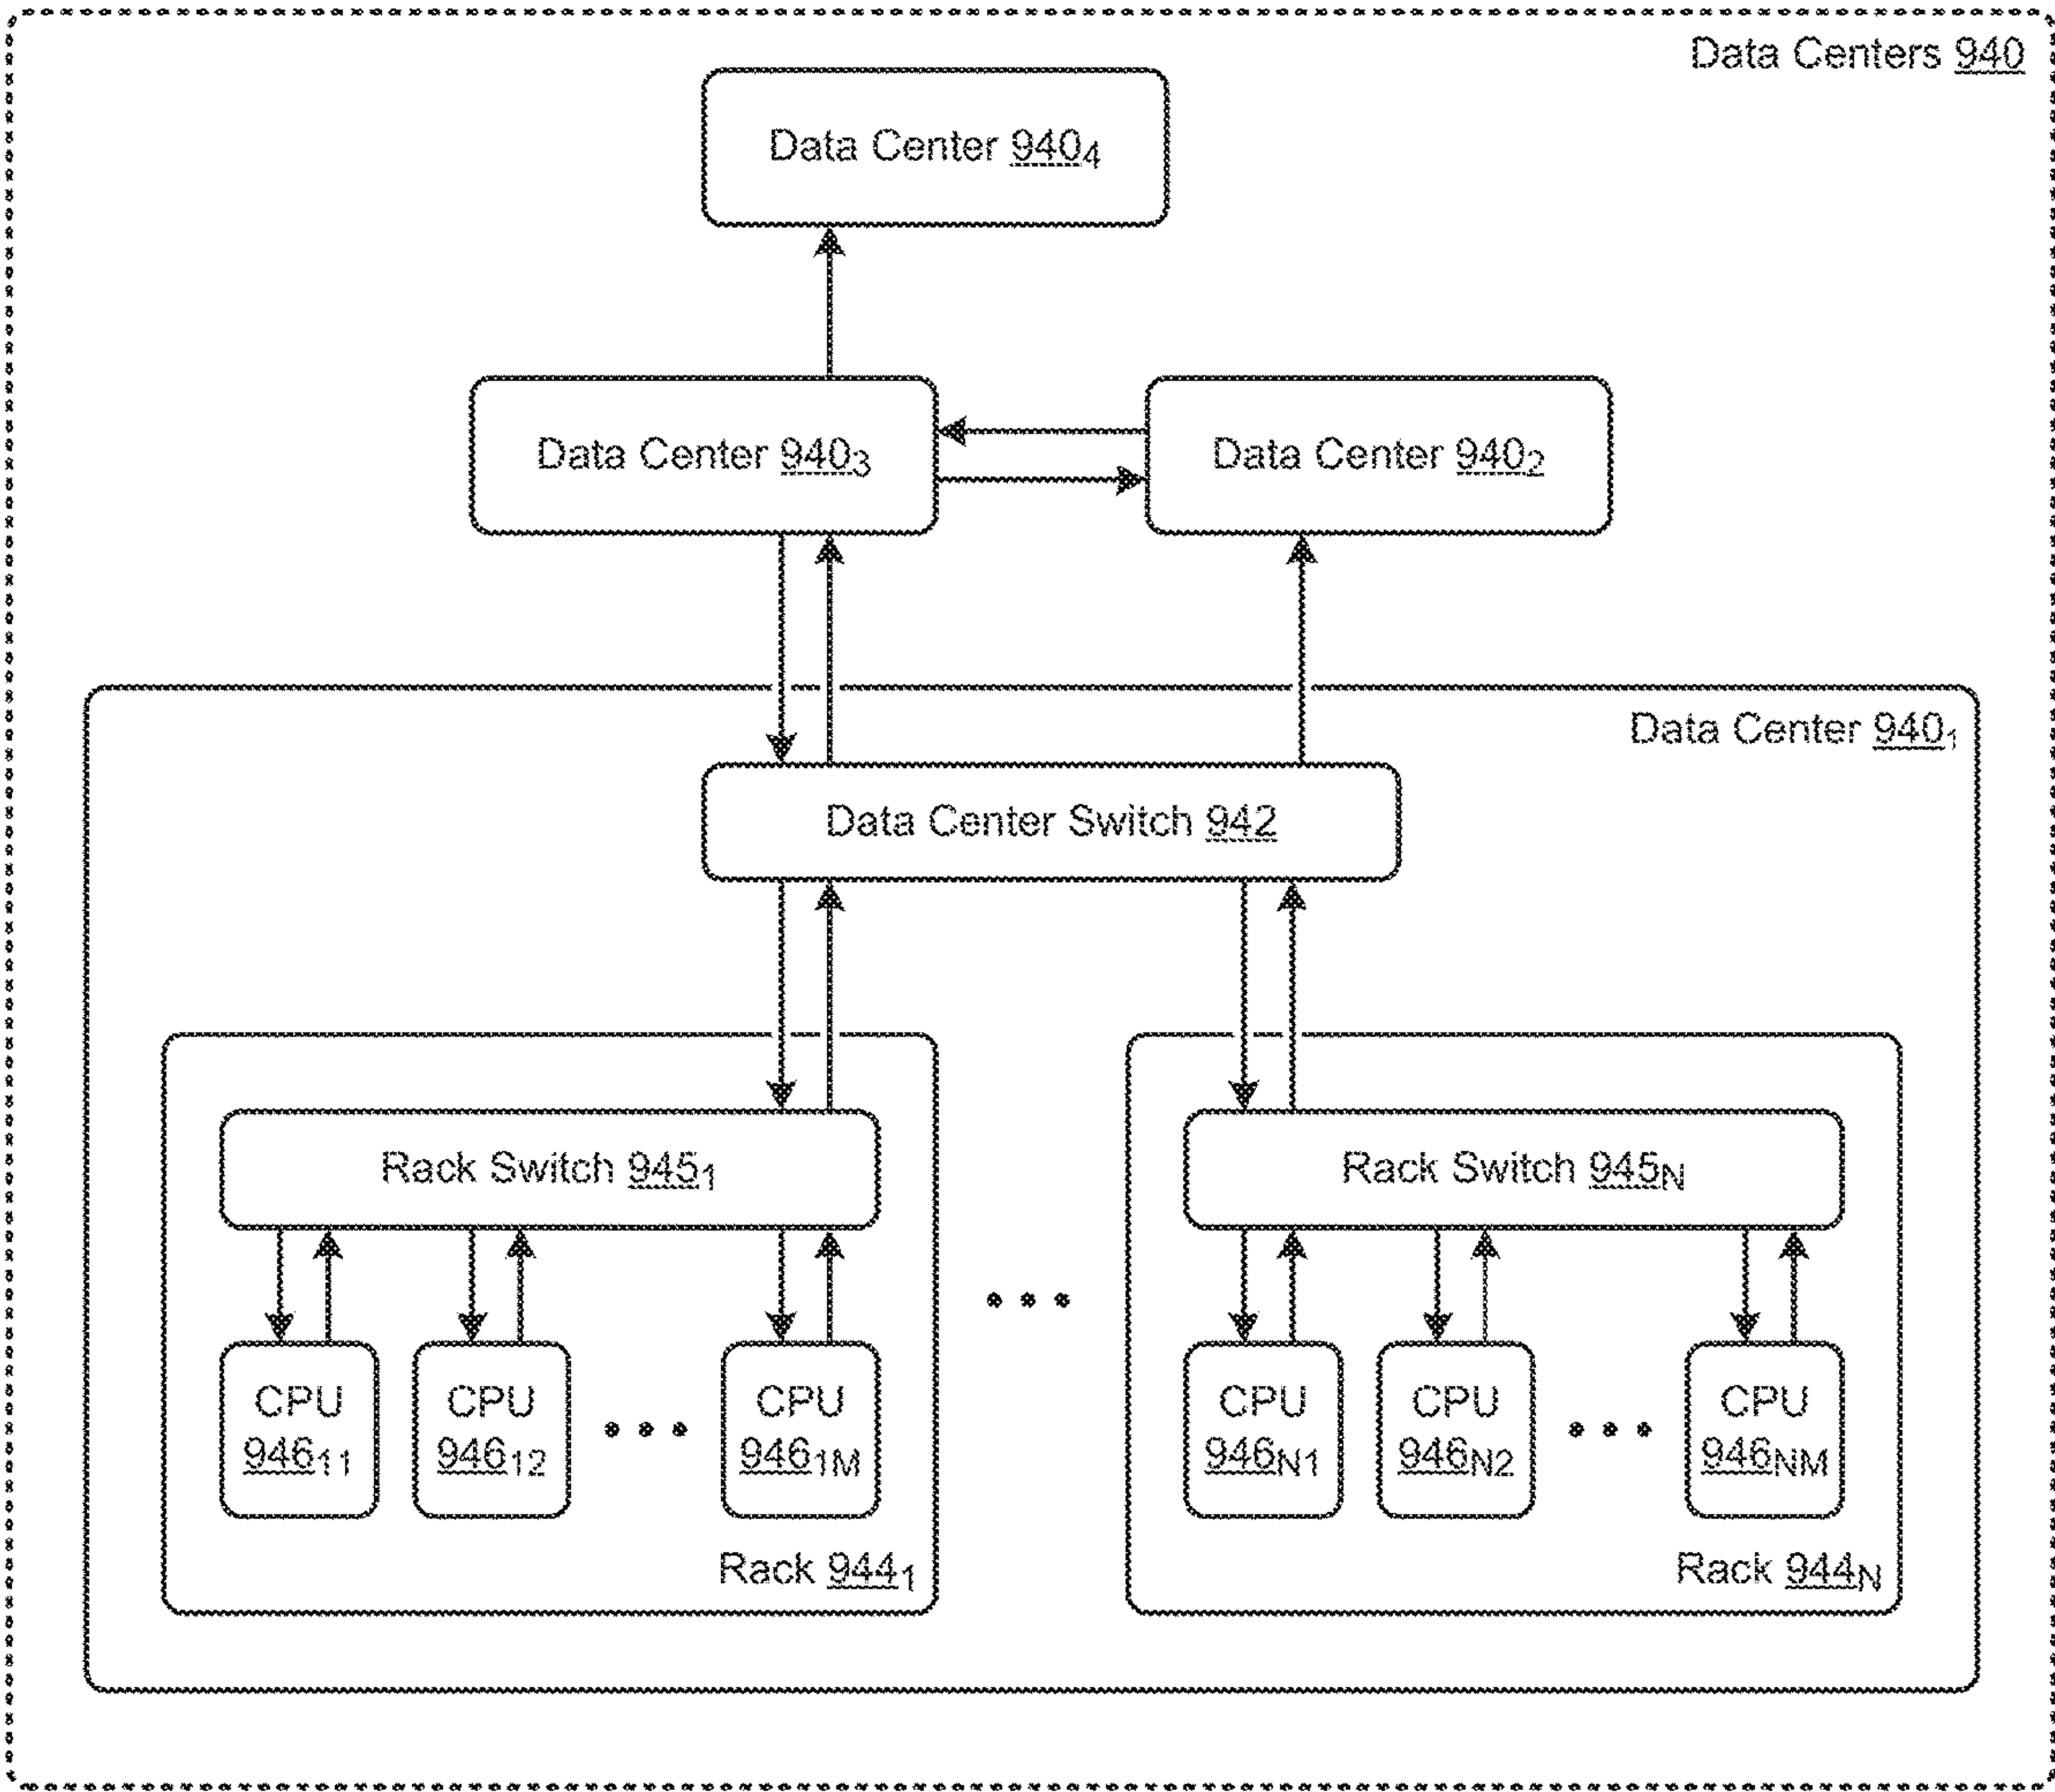 Data Centers 940
Data Center 940₄
Data Center 940₃
Data Center 940₂
Data Center 940₁
Data Center Switch 942
Rack Switch 945₁
Rack Switch 945N
CPU
946₁₁
CPU
946₁₂
CPU
946₁M
CPU
946N₁
CPU
946N₂
CPU
946NM
Rack 944₁
Rack 944N